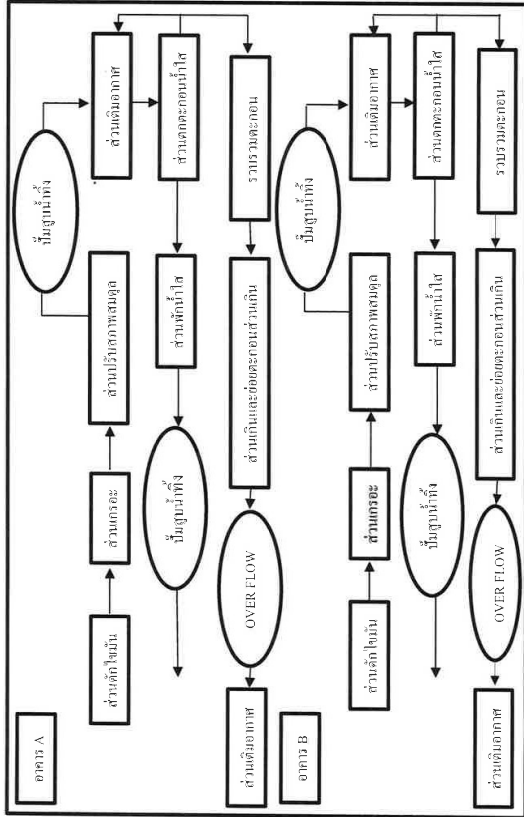 อาคาร A
ส่วนดักไขมัน
ส่วนเกรอะ
ส่วนปรับสภาพสมดุล
ปั๊มสูบน้ำทิ้ง
ส่วนเติมอากาศ
ส่วนตกตะกอนน้ำใส
ส่วนพักน้ำใส
ปั๊มสูบน้ำทิ้ง
รวบรวมตะกอน
ส่วนเก็บและย่อยตะกอนส่วนเกิน
OVER FLOW
ส่วนเติมอากาศ
อาคาร B
ส่วนดักไขมัน
ส่วนเกรอะ
ส่วนปรับสภาพสมดุล
ปั๊มสูบน้ำทิ้ง
ส่วนเติมอากาศ
ส่วนตกตะกอนน้ำใส
ส่วนพักน้ำใส
ปั๊มสูบน้ำทิ้ง
รวบรวมตะกอน
ส่วนเก็บและย่อยตะกอนส่วนเกิน
OVER FLOW
ส่วนเติมอากาศ